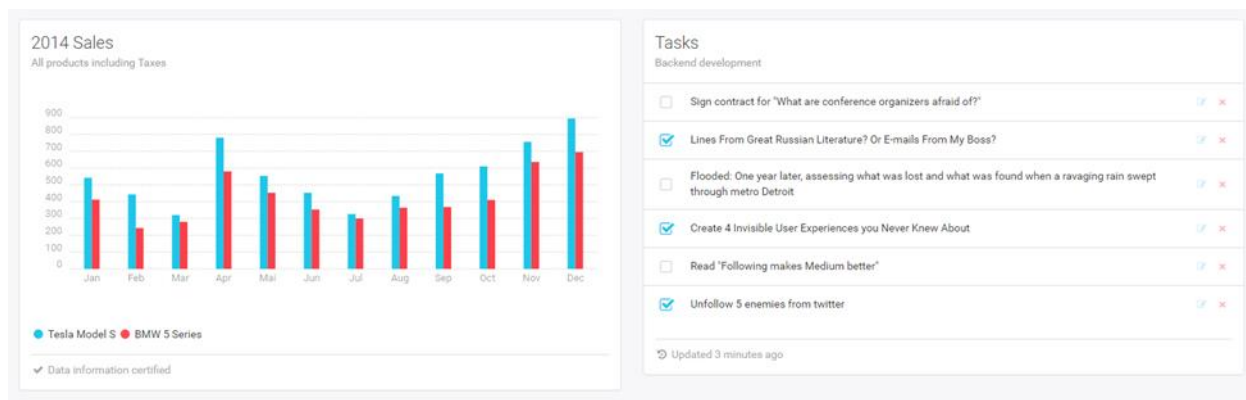 2014 Sales
All products including Taxes
900
800
700
600
500
400
300
200
100
0
Jan Feb Mar Apr Mai Jun Jul Aug Sep Oct Nov Dec
Tesla Model S BMW 5 Series
Data information certified
Tasks
Backend development
Sign contract for "What are conference organizers afraid of?"
Lines From Great Russian Literature? Or E-mails From My Boss?
Flooded: One year later, assessing what was lost and what was found when a ravaging rain swept
through metro Detroit
Create 4 Invisible User Experiences you Never Knew About
Read "Following makes Medium better"
Unfollow 5 enemies from twitter
Updated 3 minutes ago